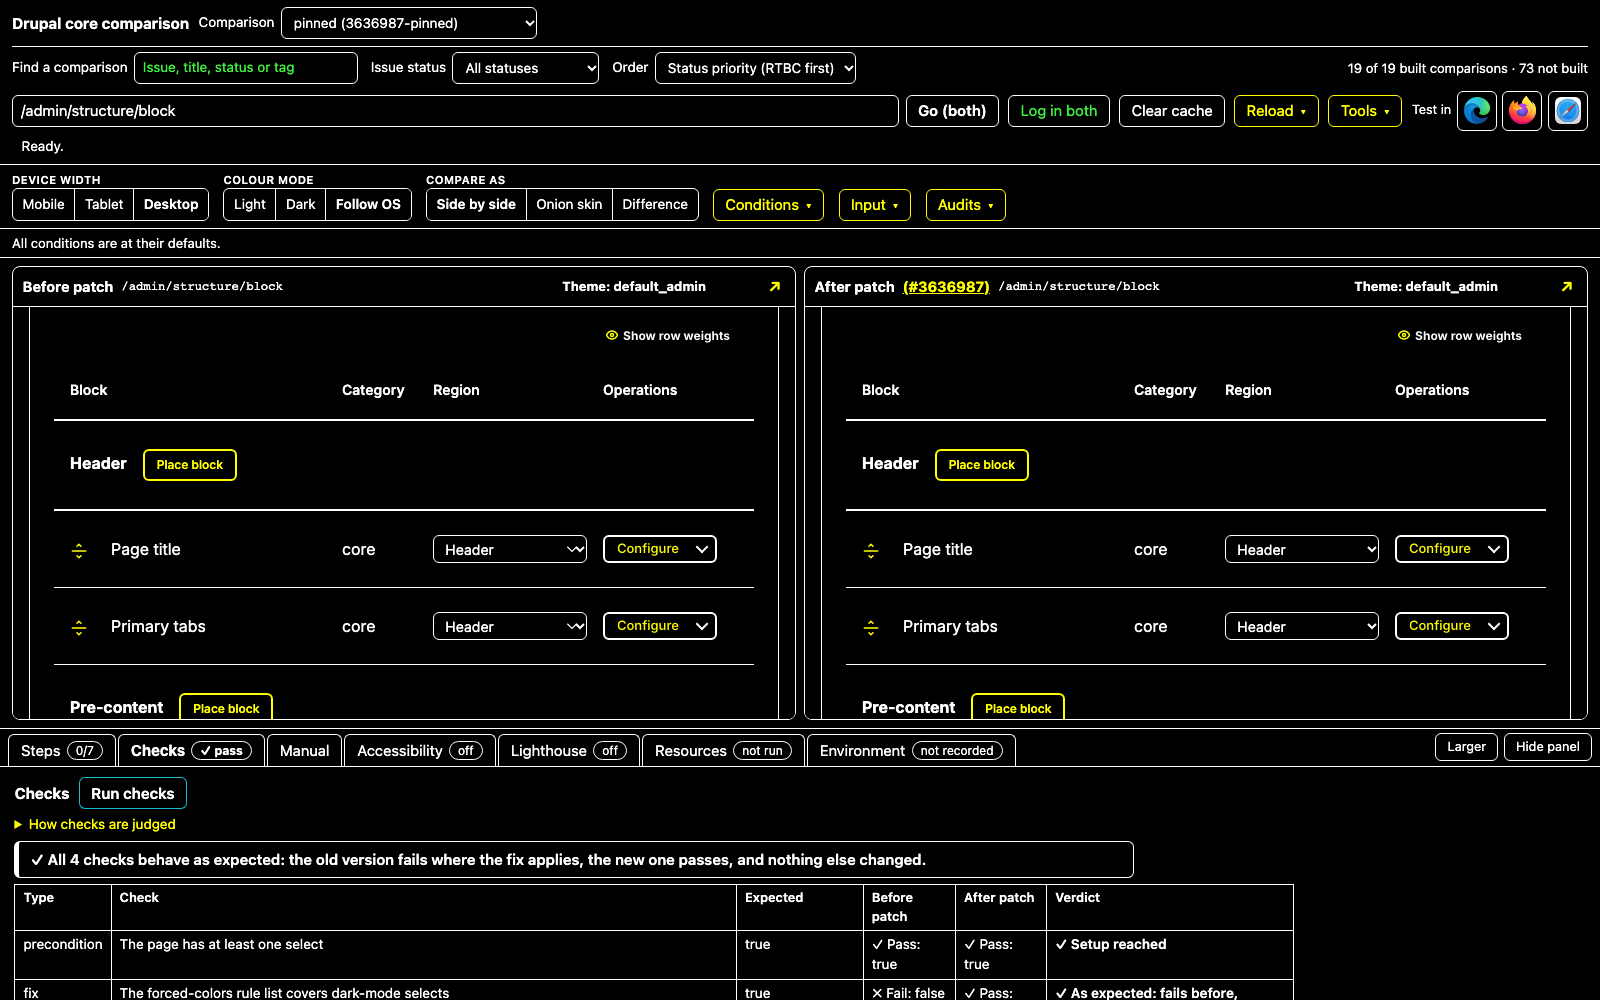 Drupal core comparison Comparison pinned (3636987-pinned)
Find a comparison Issue, title, status or tag Issue status All statuses Order Status priority (RTBC first) 19 of 19 built comparisons · 73 not built
/admin/structure/block Go (both) Log in both Clear cache Reload ▾ Tools ▾ Test in
Ready.
DEVICE WIDTH COLOUR MODE COMPARE AS
Mobile Tablet Desktop Light Dark Follow OS Side by side Onion skin Difference Conditions ▾ Input ▾ Audits ▾
All conditions are at their defaults.
Before patch /admin/structure/block Theme: default_admin
Show row weights
Block Category Region Operations
Header Place block
Page title core Header Configure
Primary tabs core Header Configure
Pre-content Place block
After patch (#3636987) /admin/structure/block Theme: default_admin
Show row weights
Block Category Region Operations
Header Place block
Page title core Header Configure
Primary tabs core Header Configure
Pre-content Place block
Steps 0/7 Checks ✓ pass Manual Accessibility off Lighthouse off Resources not run Environment not recorded Larger Hide panel
Checks Run checks
▶ How checks are judged
✓ All 4 checks behave as expected: the old version fails where the fix applies, the new one passes, and nothing else changed.
Type Check Expected Before patch After patch Verdict
precondition The page has at least one select true ✓ Pass: true ✓ Pass: true ✓ Setup reached
fix The forced-colors rule list covers dark-mode selects true ✕ Fail: false ✓ Pass: ✓ As expected: fails before,